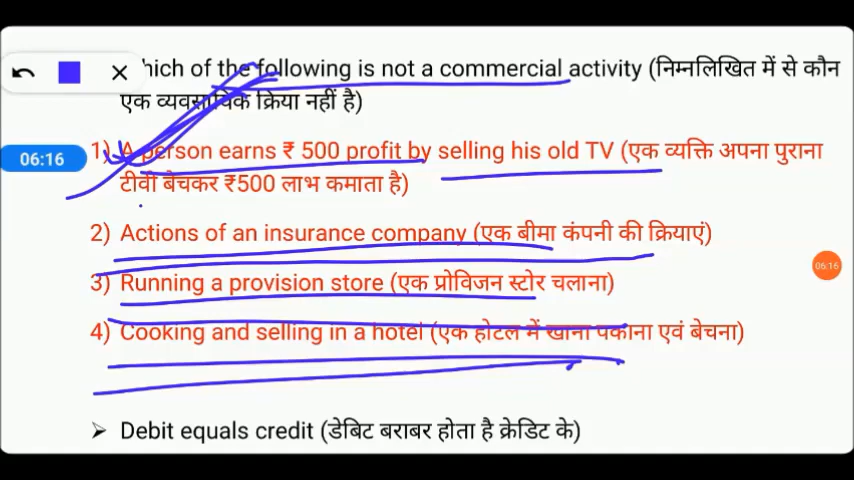 hich of the following is not a commercial activity (निम्नलिखित में से कौन
एक व्यवसायिक क्रिया नहीं है)
06:16
1) A person earns ₹ 500 profit by selling his old TV (एक व्यक्ति अपना पुराना
टीवी बेचकर ₹500 लाभ कमाता है)
2) Actions of an insurance company (एक बीमा कंपनी की क्रियाएं)
06:16
3) Running a provision store (एक प्रोविजन स्टोर चलाना)
4) Cooking and selling in a hotel (एक होटल में खाना पकाना एवं बेचना)
➢ Debit equals credit (डेबिट बराबर होता है क्रेडिट के)